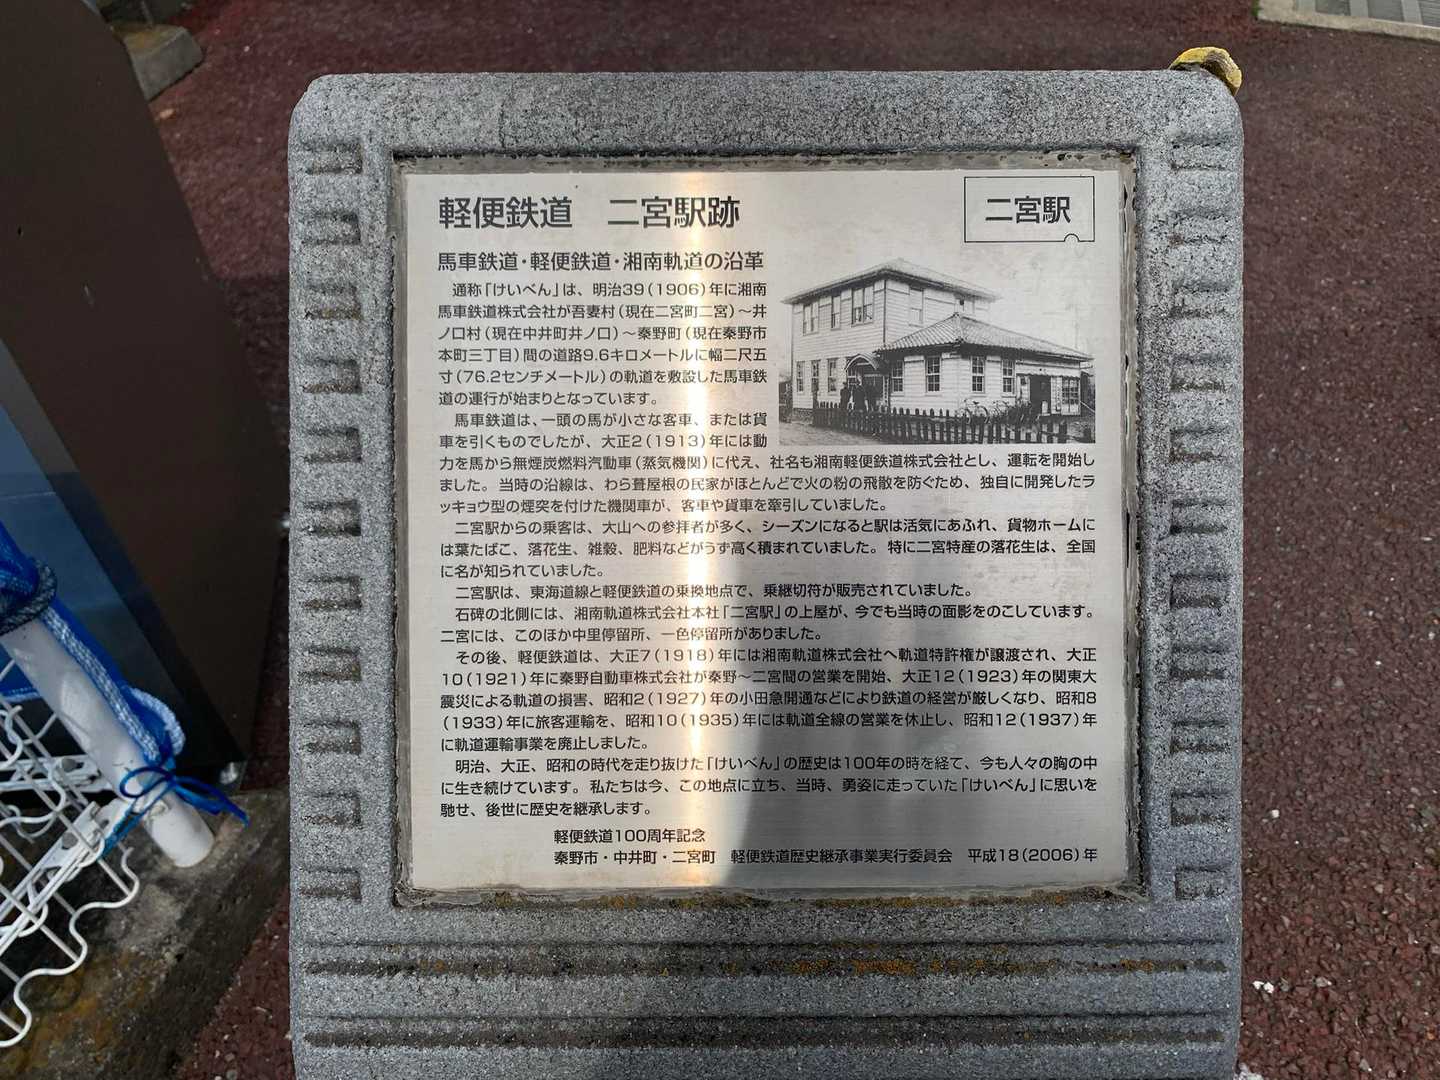 軽便鉄道　二宮駅跡
二宮駅
馬車鉄道・軽便鉄道・湘南軌道の沿革
通称「けいべん」は、明治39（1906）年に湘南
馬車鉄道株式会社が吾妻村（現在二宮町二宮）～井
ノ口村（現在中井町井ノ口）～秦野町（現在秦野市
本町三丁目）間の道路9.6キロメートルに幅二尺五
寸（76.2センチメートル）の軌道を敷設した馬車鉄
道の運行が始まりとなっています。
馬車鉄道は、一頭の馬が小さな客車、または貨
車を引くものでしたが、大正2（1913）年には動
力を馬から無煙炭燃料汽動車（蒸気機関）に代え、社名も湘南軽便鉄道株式会社とし、運転を開始し
ました。当時の沿線は、わら葺屋根の民家がほとんどで火の粉の飛散を防ぐため、独自に開発したラ
ッキョウ型の煙突を付けた機関車が、客車や貨車を牽引していました。
二宮駅からの乗客は、大山への参拝者が多く、シーズンになると駅は活気にあふれ、貨物ホームに
は葉たばこ、落花生、雑穀、肥料などがうず高く積まれていました。特に二宮特産の落花生は、全国
に名が知られていました。
二宮駅は、東海道線と軽便鉄道の乗換地点で、乗継切符が販売されていました。
石碑の北側には、湘南軌道株式会社本社「二宮駅」の上屋が、今でも当時の面影をのこしています。
二宮には、このほか中里停留所、一色停留所がありました。
その後、軽便鉄道は、大正7（1918）年には湘南軌道株式会社へ軌道特許権が譲渡され、大正
10（1921）年に秦野自動車株式会社が秦野～二宮間の営業を開始、大正12（1923）年の関東大
震災による軌道の損害、昭和2（1927）年の小田急開通などにより鉄道の経営が厳しくなり、昭和8
（1933）年に旅客運輸を、昭和10（1935）年には軌道全線の営業を休止し、昭和12（1937）年
に軌道運輸事業を廃止しました。
明治、大正、昭和の時代を走り抜けた「けいべん」の歴史は100年の時を経て、今も人々の胸の中
に生き続けています。私たちは今、この地点に立ち、当時、勇姿に走っていた「けいべん」に思いを
馳せ、後世に歴史を継承します。
軽便鉄道100周年記念
秦野市・中井町・二宮町　軽便鉄道歴史継承事業実行委員会　平成18（2006）年